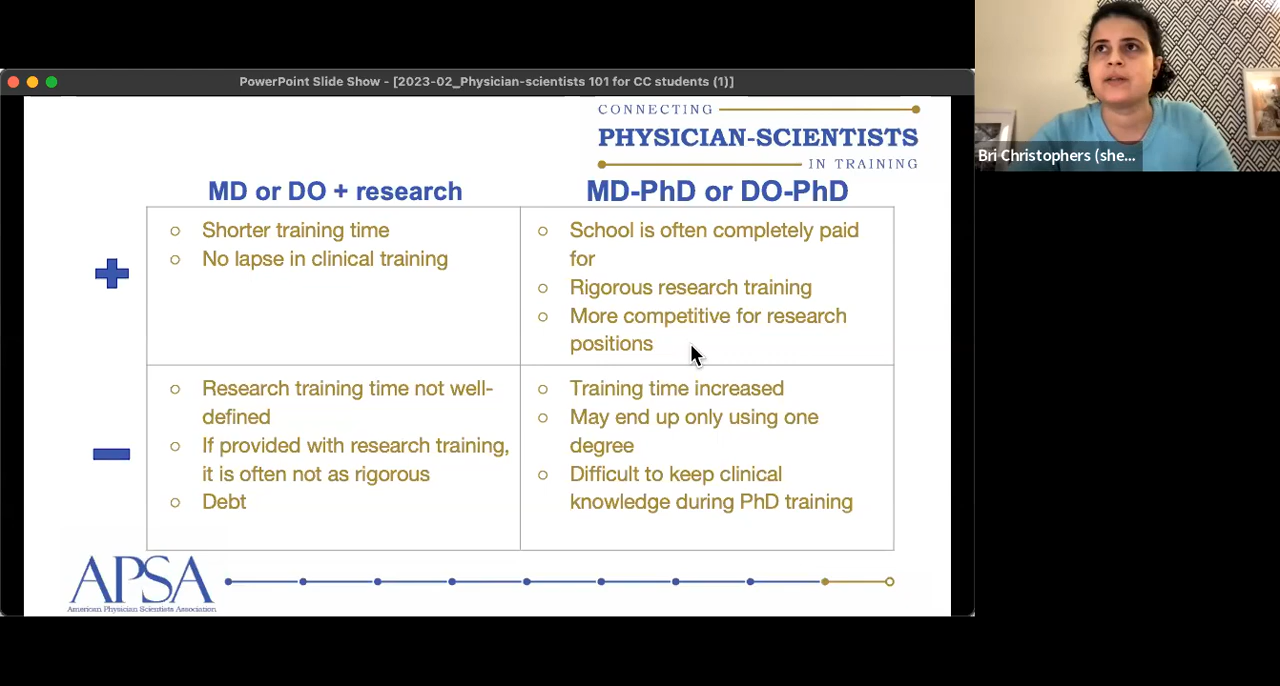 PowerPoint Slide Show - [2023-02_Physician-scientists 101 for CC students (1)]
Bri Christophers (she...
CONNECTING
PHYSICIAN-SCIENTISTS
IN TRAINING
MD or DO + research
MD-PhD or DO-PhD
Shorter training time
No lapse in clinical training
School is often completely paid
for
Rigorous research training
More competitive for research
positions
Research training time not well-
defined
If provided with research training,
it is often not as rigorous
Debt
Training time increased
May end up only using one
degree
Difficult to keep clinical
knowledge during PhD training
APSA
American Physician Scientists Association